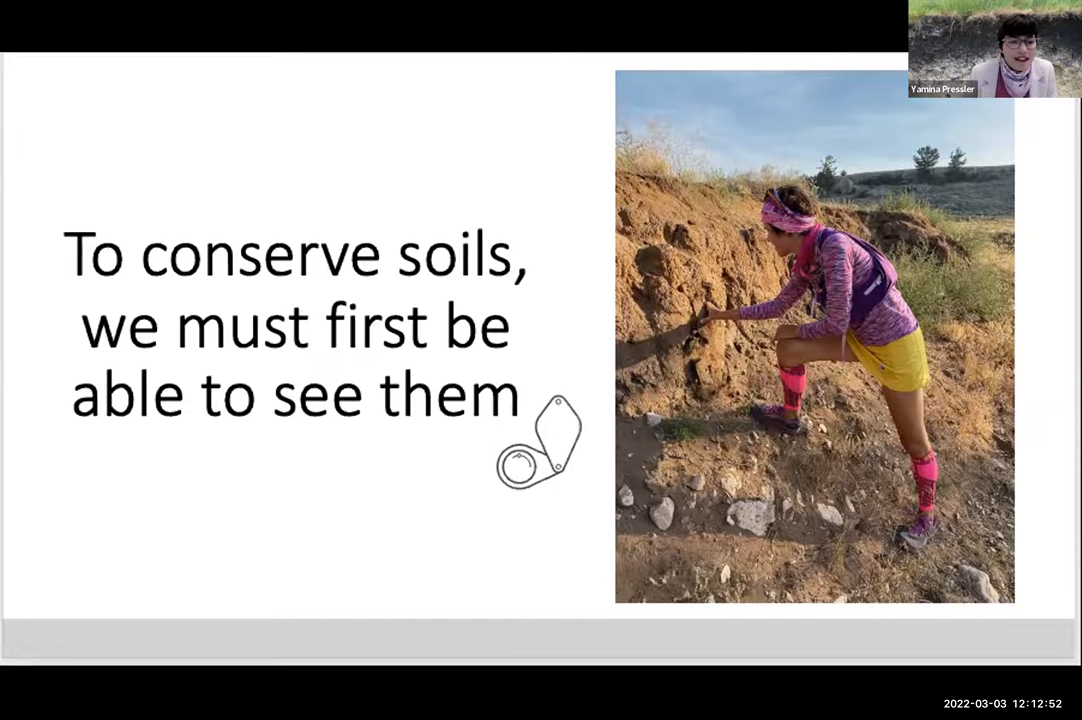 Yamina Pressler
To conserve soils,
we must first be
able to see them
2022-03-03 12:12:52